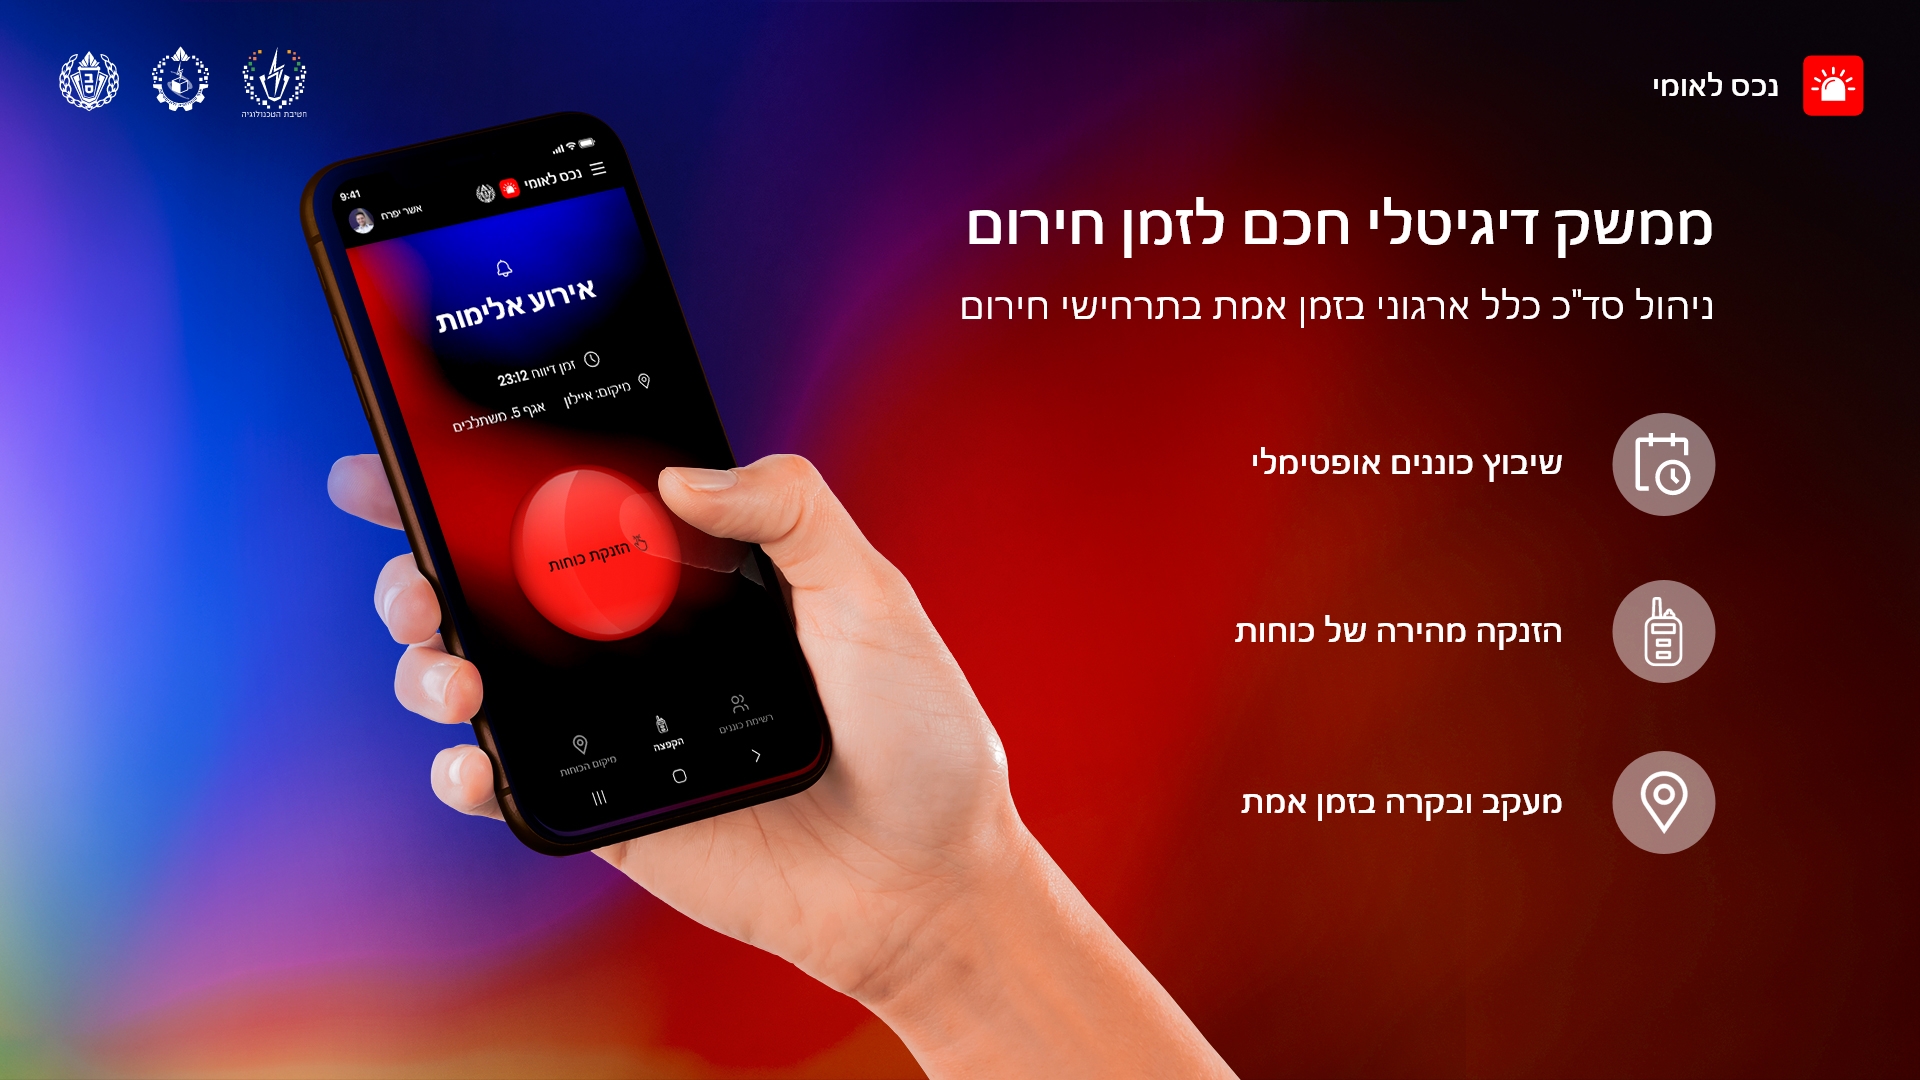 נכס לאומי
חטיבת הטכנולוגיה
ממשק דיגיטלי חכם לזמן חירום
ניהול סד"כ כלל ארגוני בזמן אמת בתרחישי חירום
שיבוץ כוננים אופטימלי
הזנקה מהירה של כוחות
מעקב ובקרה בזמן אמת
9:41
נכס לאומי
אשר יפרח
אירוע אלימות
זמן דיווח 23:12
מיקום: איילון אגף 5. משתלבים
הזנקת כוחות
רשימת כוננים
הקפצה
מיקום הכוחות